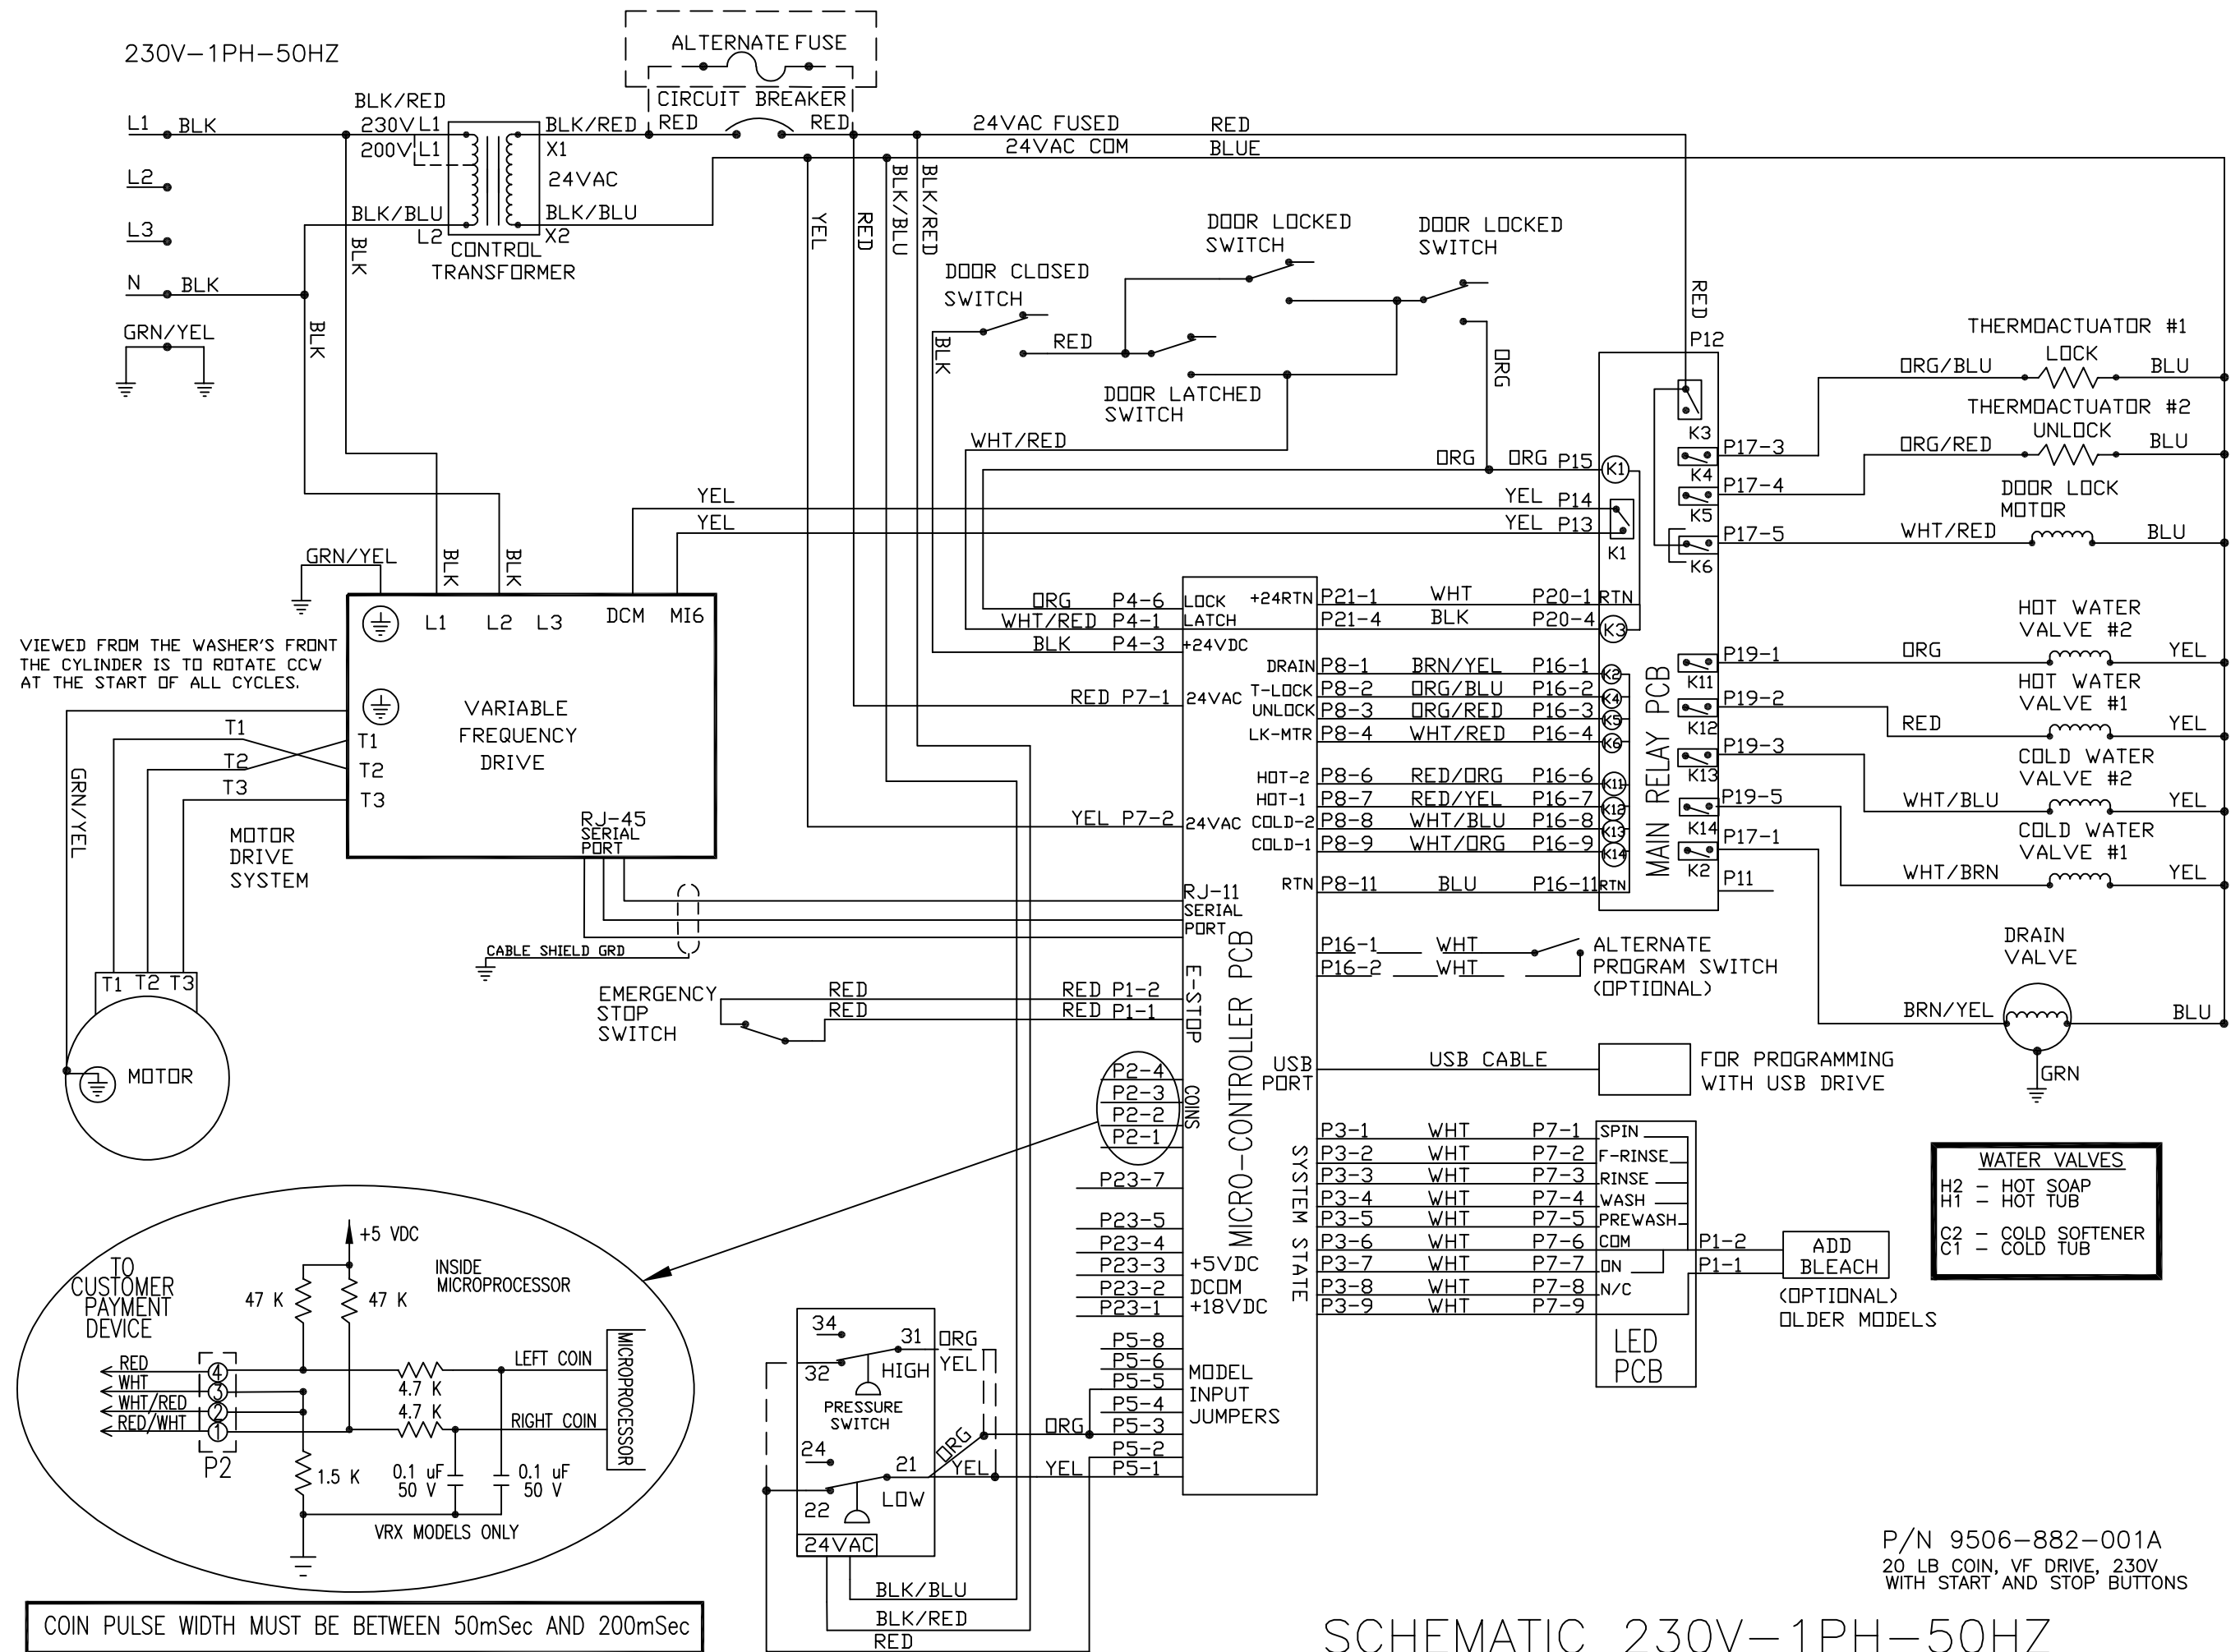 230V-1PH-50HZ
ALTERNATE FUSE
CIRCUIT BREAKER
BLK/RED
L1 BLK
230V L1
200V L1
BLK/RED
X1
RED
RED
24VAC FUSED RED
24VAC COM BLUE
L2
24VAC
L3
BLK/BLU
L2
BLK/BLU
X2
CONTROL
TRANSFORMER
N BLK
GRN/YEL
BLK
BLK
YEL
RED
BLK/BLU
BLK/RED
DOOR LOCKED
SWITCH
DOOR LOCKED
SWITCH
DOOR CLOSED
SWITCH
BLK
RED
DOOR LATCHED
SWITCH
ORG
WHT/RED
ORG ORG P15
K1
YEL YEL P14
YEL YEL P13
K1
RED
P12
K3
K4
K5
K6
P17-3
P17-4
P17-5
THERMOACTUATOR #1
LOCK
ORG/BLU BLU
THERMOACTUATOR #2
UNLOCK
ORG/RED BLU
DOOR LOCK
MOTOR
WHT/RED BLU
GRN/YEL
BLK
BLK
L1 L2 L3 DCM MI6
VIEWED FROM THE WASHER'S FRONT
THE CYLINDER IS TO ROTATE CCW
AT THE START OF ALL CYCLES.
VARIABLE
FREQUENCY
DRIVE
T1
T2
T3
T1
T2
T3
RJ-45
SERIAL
PORT
GRN/YEL
MOTOR
DRIVE
SYSTEM
T1 T2 T3
MOTOR
CABLE SHIELD GRD
ORG P4-6 LOCK
WHT/RED P4-1 LATCH
BLK P4-3 +24VDC
RED P7-1 24VAC
YEL P7-2 24VAC
RJ-11
SERIAL
PORT
MICRO-CONTROLLER PCB
+24RTN P21-1 WHT P20-1 RTN
P21-4 BLK P20-4 K3
DRAIN P8-1 BRN/YEL P16-1 K2
T-LOCK P8-2 ORG/BLU P16-2 K4
UNLOCK P8-3 ORG/RED P16-3 K5
LK-MTR P8-4 WHT/RED P16-4 K6
HOT-2 P8-6 RED/ORG P16-6 K11
HOT-1 P8-7 RED/YEL P16-7 K12
COLD-2 P8-8 WHT/BLU P16-8 K13
COLD-1 P8-9 WHT/ORG P16-9 K14
RTN P8-11 BLU P16-11 RTN
MAIN RELAY PCB
P19-1
K11
P19-2
K12
P19-3
K13
P19-5
K14
P17-1
K2
P11
HOT WATER
VALVE #2
ORG YEL
HOT WATER
VALVE #1
RED YEL
COLD WATER
VALVE #2
WHT/BLU YEL
COLD WATER
VALVE #1
WHT/BRN YEL
DRAIN
VALVE
BRN/YEL BLU
GRN
P16-1 WHT
P16-2 WHT
ALTERNATE
PROGRAM SWITCH
(OPTIONAL)
EMERGENCY
STOP
SWITCH
RED RED P1-2
RED RED P1-1
E-STOP
USB
PORT
USB CABLE
FOR PROGRAMMING
WITH USB DRIVE
P2-4
P2-3
P2-2
P2-1
COINS
P23-7
P23-5
P23-4
P23-3
P23-2
P23-1
+5VDC
DCOM
+18VDC
P5-8
P5-6
P5-5
P5-4
ORG P5-3
P5-2
YEL P5-1
MODEL
INPUT
JUMPERS
SYSTEM STATE
P3-1 WHT P7-1 SPIN
P3-2 WHT P7-2 F-RINSE
P3-3 WHT P7-3 RINSE
P3-4 WHT P7-4 WASH
P3-5 WHT P7-5 PREWASH
P3-6 WHT P7-6 COM
P3-7 WHT P7-7 ON
P3-8 WHT P7-8 N/C
P3-9 WHT P7-9
LED
PCB
P1-2
P1-1
ADD
BLEACH
(OPTIONAL)
OLDER MODELS
WATER VALVES
H2 - HOT SOAP
H1 - HOT TUB
C2 - COLD SOFTENER
C1 - COLD TUB
+5 VDC
TO
CUSTOMER
PAYMENT
DEVICE
INSIDE
MICROPROCESSOR
47 K
47 K
RED 4
WHT 3
WHT/RED 2
RED/WHT 1
P2
4.7 K
4.7 K
1.5 K
LEFT COIN
RIGHT COIN
MICROPROCESSOR
0.1 uF
50 V
0.1 uF
50 V
VRX MODELS ONLY
COIN PULSE WIDTH MUST BE BETWEEN 50mSec AND 200mSec
34
31 ORG
32 HIGH YEL
PRESSURE
SWITCH
24
21
ORG
YEL
22 LOW
24VAC
BLK/BLU
BLK/RED
RED
P/N 9506-882-001A
20 LB COIN, VF DRIVE, 230V
WITH START AND STOP BUTTONS
SCHEMATIC 230V-1PH-50HZ